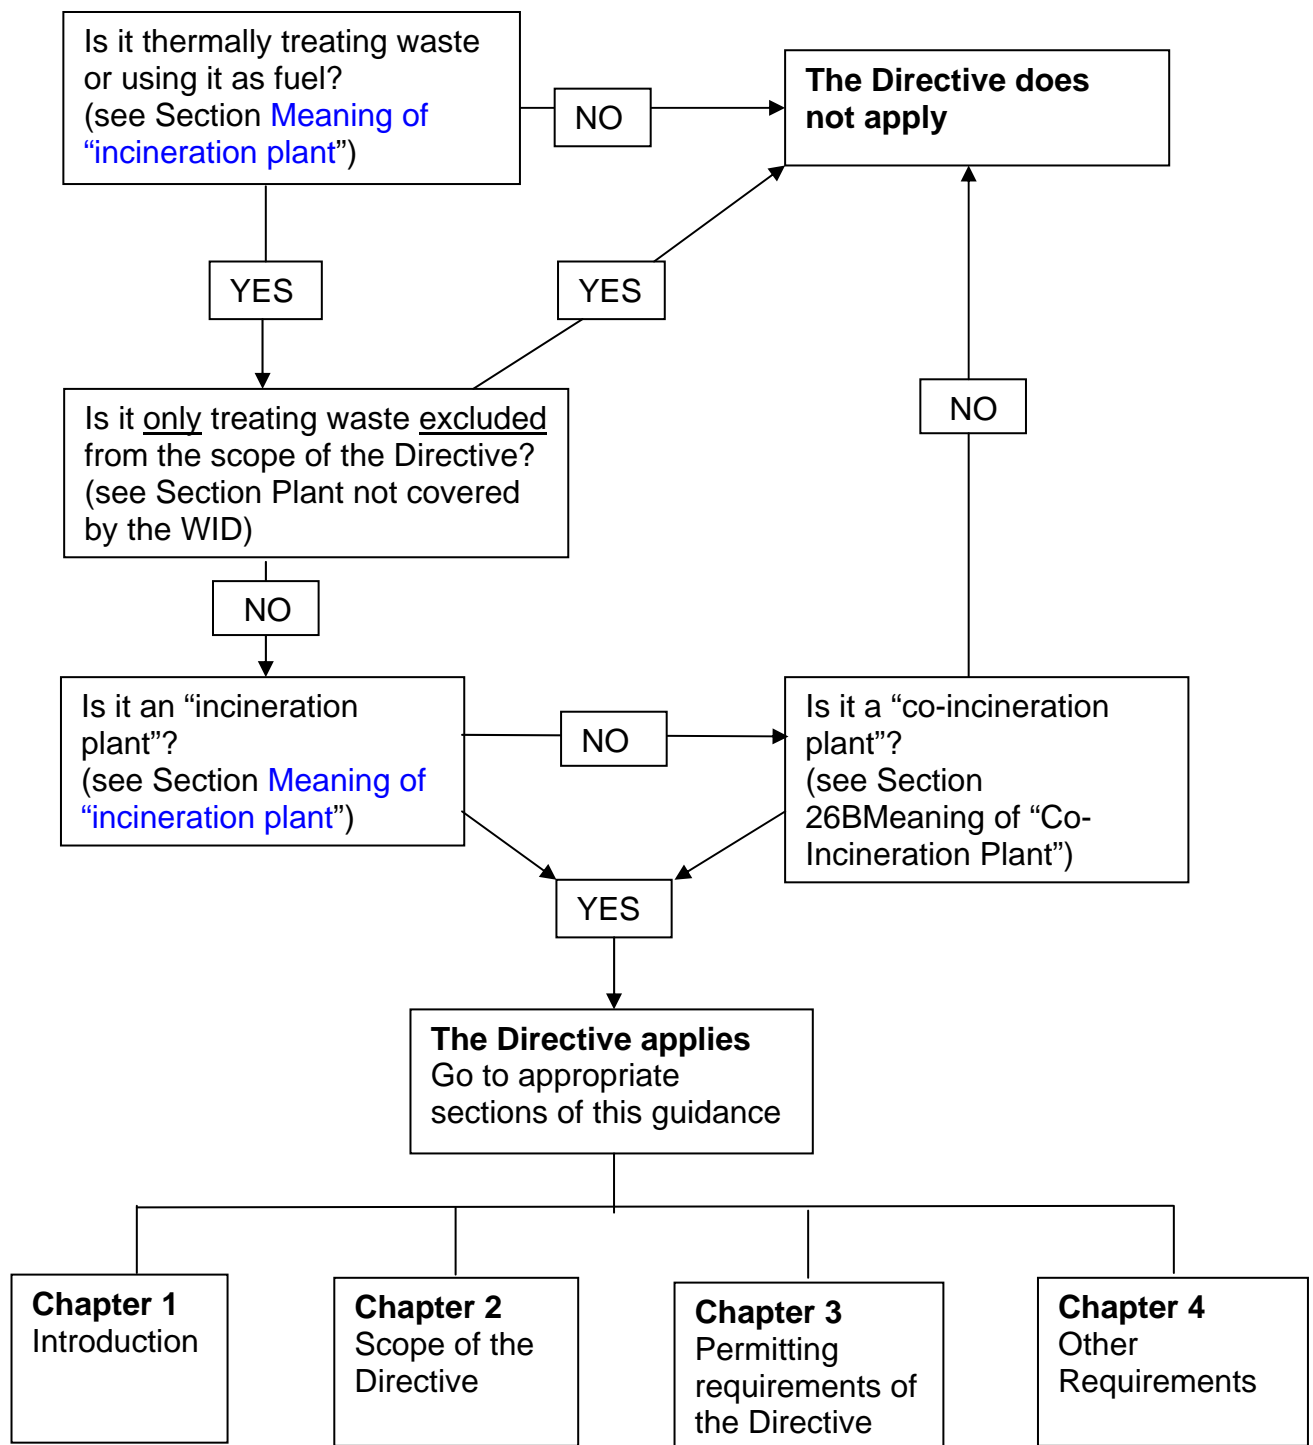 Is it thermally treating waste
or using it as fuel?
(see Section Meaning of
“incineration plant”)
NO
The Directive does
not apply
YES
YES
Is it only treating waste excluded
from the scope of the Directive?
(see Section Plant not covered
by the WID)
NO
NO
Is it an “incineration
plant”?
(see Section Meaning of
“incineration plant”)
NO
Is it a “co-incineration
plant”?
(see Section
26BMeaning of “Co-
Incineration Plant”)
YES
The Directive applies
Go to appropriate
sections of this guidance
Chapter 1
Introduction
Chapter 2
Scope of the
Directive
Chapter 3
Permitting
requirements of
the Directive
Chapter 4
Other
Requirements